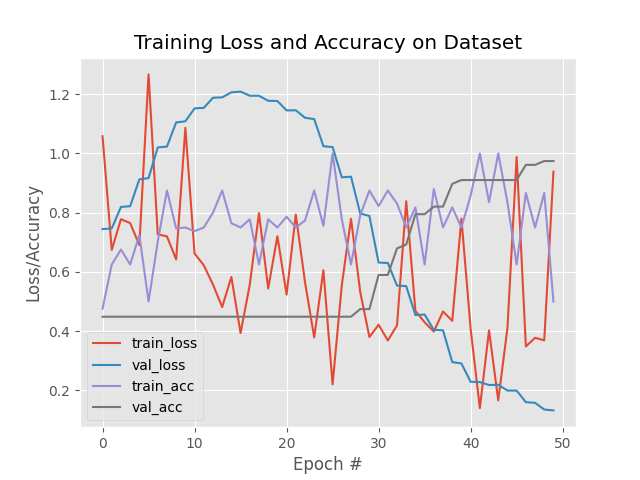 Training Loss and Accuracy on Dataset
Loss/Accuracy
1.2
1.0
0.8
0.6
0.4
0.2
train_loss
val_loss
train_acc
val_acc
0 10 20 30 40 50
Epoch #